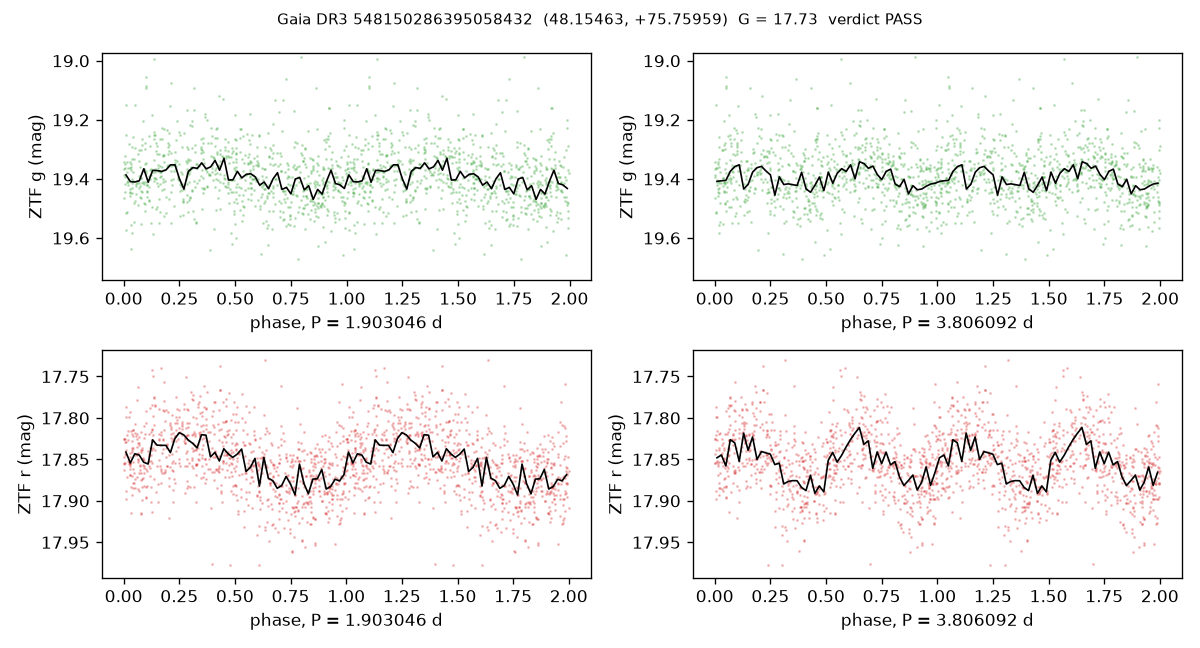 Gaia DR3 548150286395058432 (48.15463, +75.75959) G = 17.73 verdict PASS
ZTF g (mag)
19.0
19.2
19.4
19.6
0.00 0.25 0.50 0.75 1.00 1.25 1.50 1.75 2.00
phase, P = 1.903046 d
ZTF g (mag)
19.0
19.2
19.4
19.6
0.00 0.25 0.50 0.75 1.00 1.25 1.50 1.75 2.00
phase, P = 3.806092 d
ZTF r (mag)
17.75
17.80
17.85
17.90
17.95
0.00 0.25 0.50 0.75 1.00 1.25 1.50 1.75 2.00
phase, P = 1.903046 d
ZTF r (mag)
17.75
17.80
17.85
17.90
17.95
0.00 0.25 0.50 0.75 1.00 1.25 1.50 1.75 2.00
phase, P = 3.806092 d